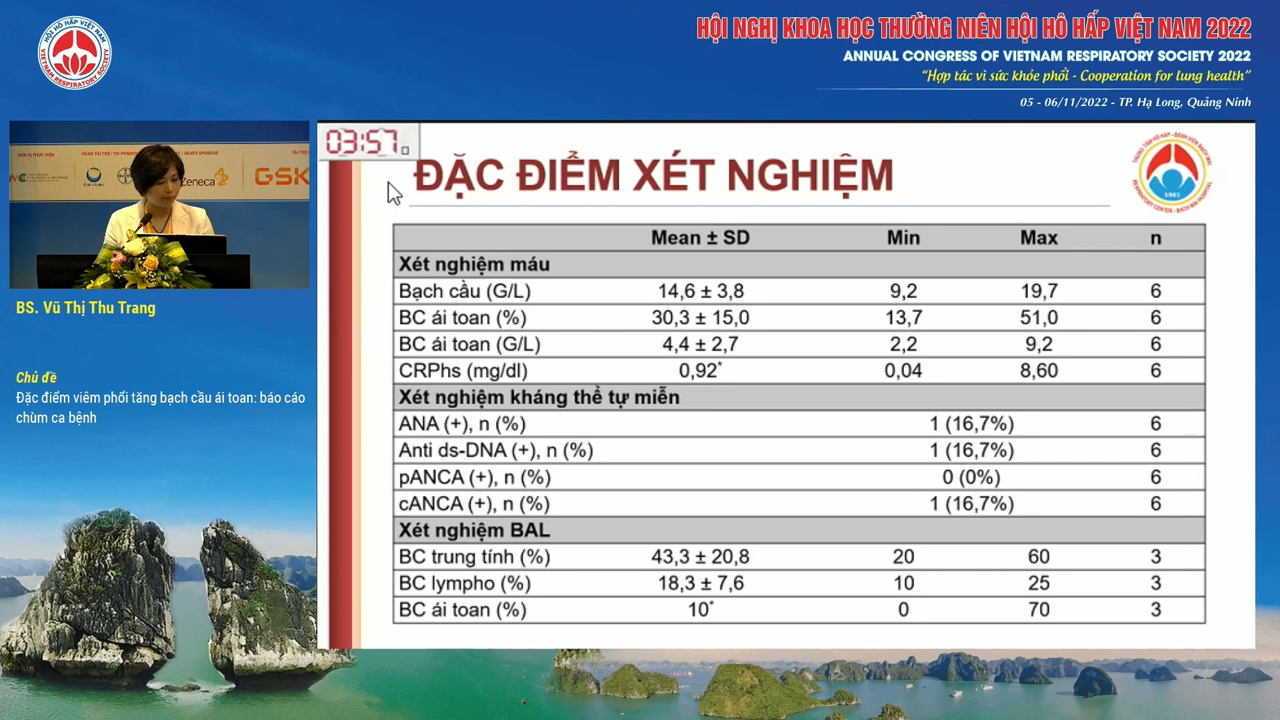 HỘI HÔ HẤP VIỆT NAM
VIETNAM RESPIRATORY SOCIETY
HỘI NGHỊ KHOA HỌC THƯỜNG NIÊN HỘI HÔ HẤP VIỆT NAM 2022
ANNUAL CONGRESS OF VIETNAM RESPIRATORY SOCIETY 2022
“Hợp tác vì sức khỏe phổi - Cooperation for lung health”
05 - 06/11/2022 - TP. Hạ Long, Quảng Ninh
GSK
Zeneca
BS. Vũ Thị Thu Trang
Chủ đề
Đặc điểm viêm phổi tăng bạch cầu ái toan: báo cáo
chùm ca bệnh
03:57
ĐẶC ĐIỂM XÉT NGHIỆM
Mean ± SD Min Max n
Xét nghiệm máu
Bạch cầu (G/L) 14,6 ± 3,8 9,2 19,7 6
BC ái toan (%) 30,3 ± 15,0 13,7 51,0 6
BC ái toan (G/L) 4,4 ± 2,7 2,2 9,2 6
CRPhs (mg/dl) 0,92* 0,04 8,60 6
Xét nghiệm kháng thể tự miễn
ANA (+), n (%) 1 (16,7%) 6
Anti ds-DNA (+), n (%) 1 (16,7%) 6
pANCA (+), n (%) 0 (0%) 6
cANCA (+), n (%) 1 (16,7%) 6
Xét nghiệm BAL
BC trung tính (%) 43,3 ± 20,8 20 60 3
BC lympho (%) 18,3 ± 7,6 10 25 3
BC ái toan (%) 10* 0 70 3